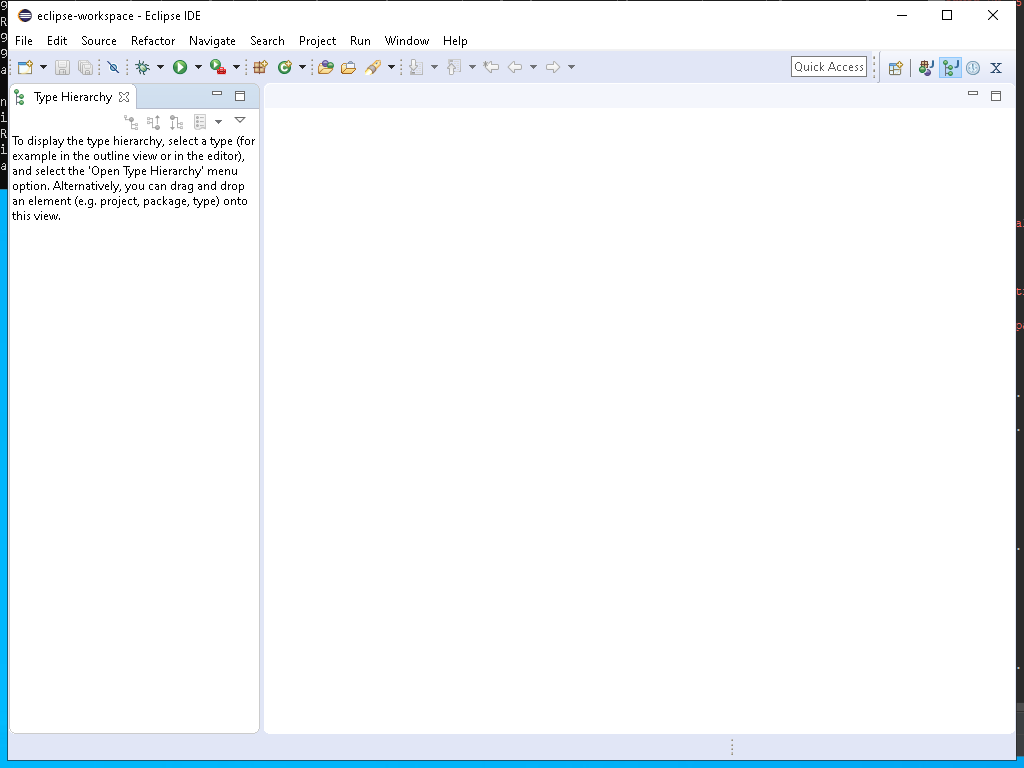 eclipse-workspace - Eclipse IDE
File Edit Source Refactor Navigate Search Project Run Window Help
Quick Access
Type Hierarchy
To display the type hierarchy, select a type (for
example in the outline view or in the editor),
and select the 'Open Type Hierarchy' menu
option. Alternatively, you can drag and drop
an element (e.g. project, package, type) onto
this view.